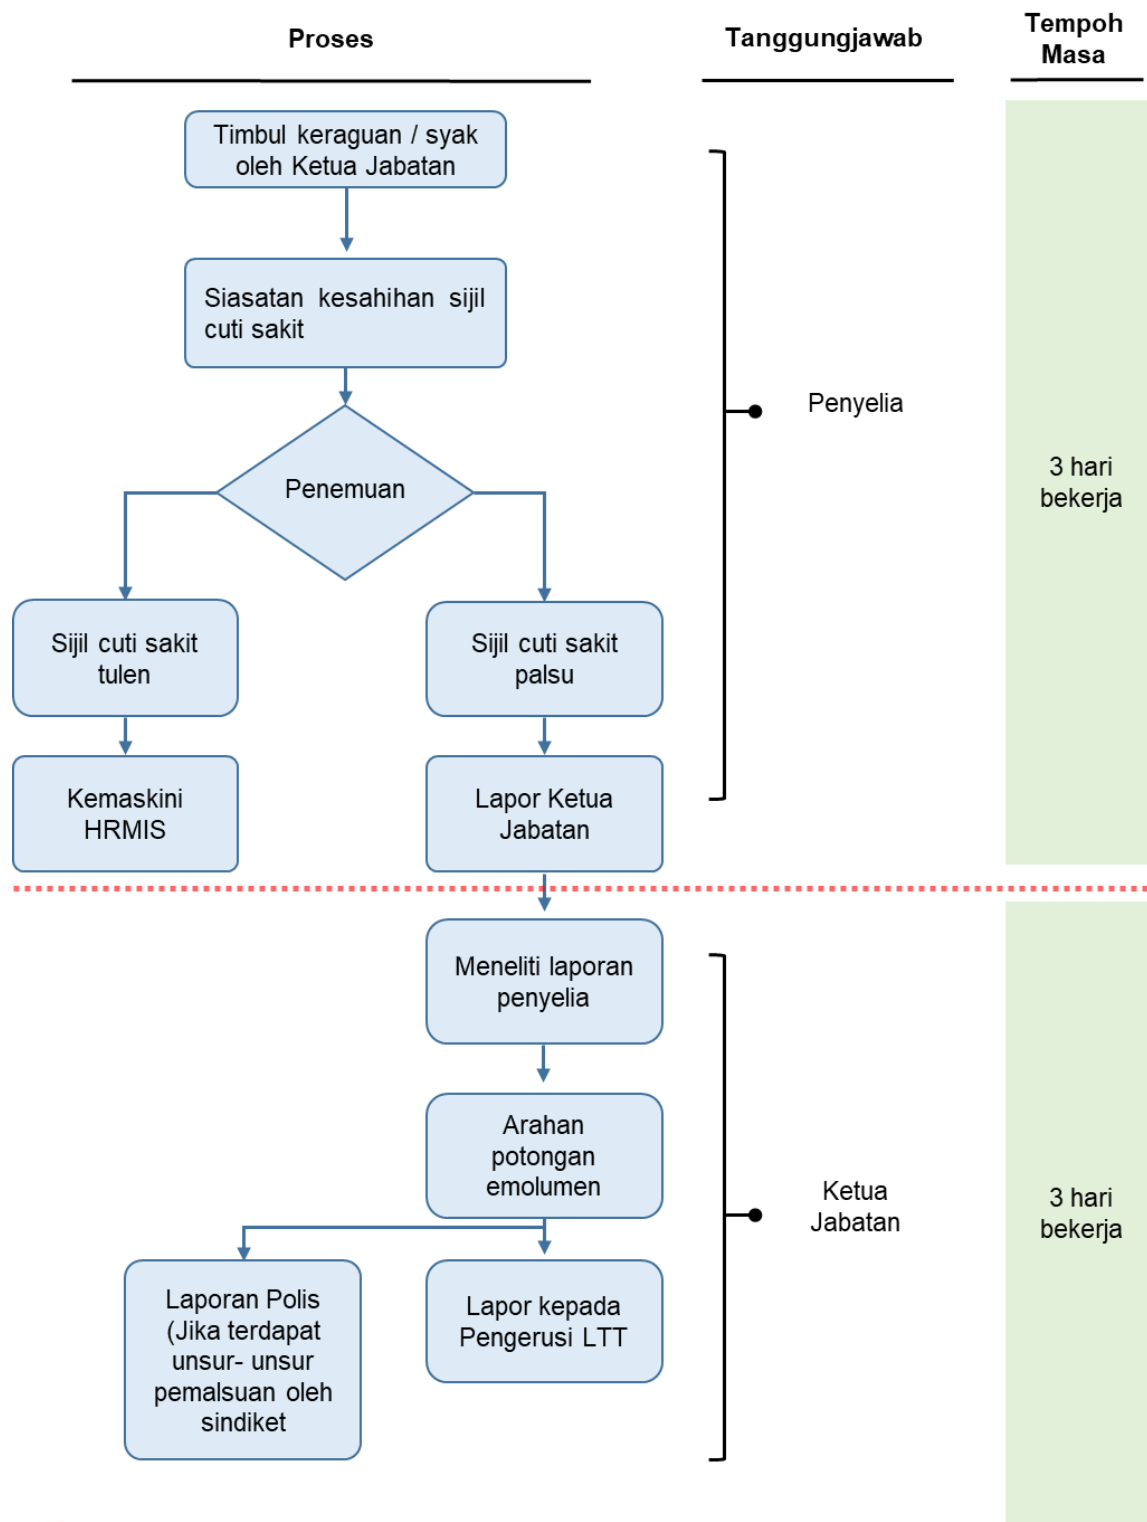 Proses
Tanggungjawab
Tempoh
Masa
Timbul keraguan / syak
oleh Ketua Jabatan
Siasatan kesahihan sijil
cuti sakit
Penyelia
Penemuan
3 hari
bekerja
Sijil cuti sakit
tulen
Sijil cuti sakit
palsu
Kemaskini
HRMIS
Lapor Ketua
Jabatan
Meneliti laporan
penyelia
Arahan
potongan
emolumen
Ketua
Jabatan
3 hari
bekerja
Laporan Polis
(Jika terdapat
unsur- unsur
pemalsuan oleh
sindiket
Lapor kepada
Pengerusi LTT